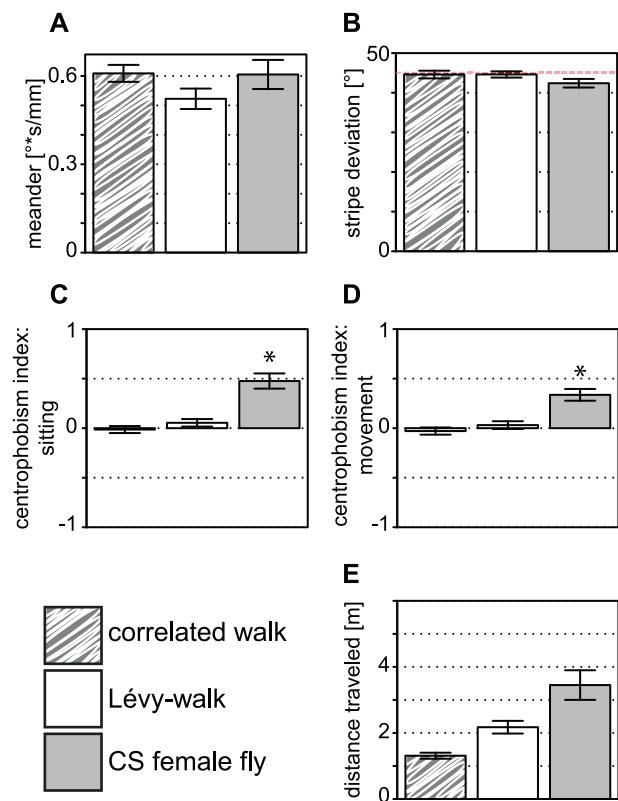 A
B
meander [°*s/mm]
0.6
0.3
0
stripe deviation [°]
50
0
C
D
centrophobism index:
sitting
1
0
-1
*
centrophobism index:
movement
1
0
-1
*
E
correlated walk
Lévy-walk
CS female fly
distance traveled [m]
4
2
0